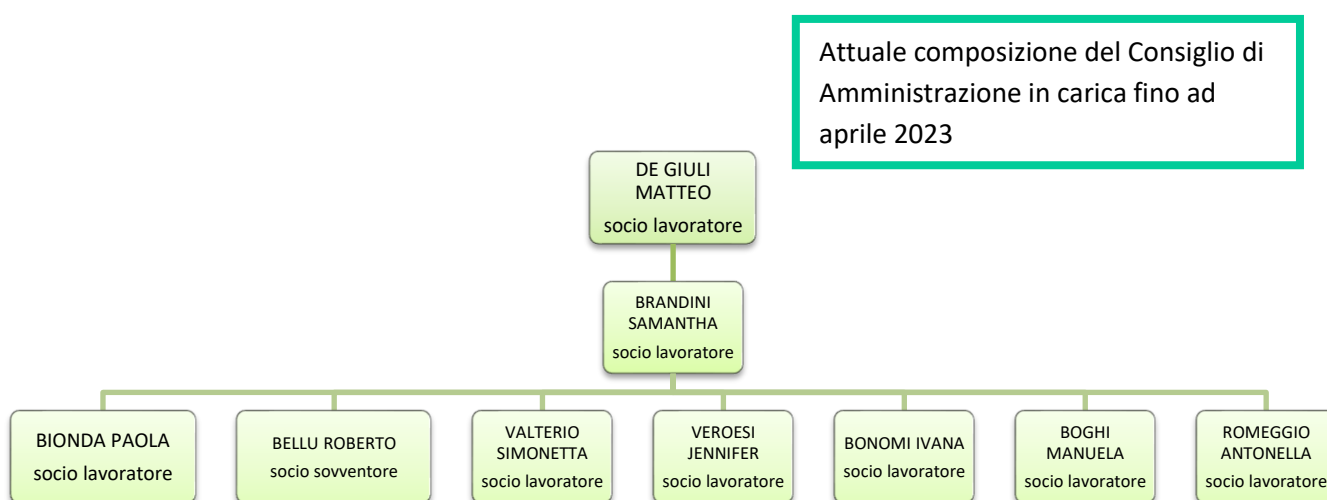 Attuale composizione del Consiglio di
Amministrazione in carica fino ad
aprile 2023
DE GIULI
MATTEO
socio lavoratore
BRANDINI
SAMANTHA
socio lavoratore
BIONDA PAOLA
socio lavoratore
BELLU ROBERTO
socio sovventore
VALTERIO
SIMONETTA
socio lavoratore
VEROESI
JENNIFER
socio lavoratore
BONOMI IVANA
socio lavoratore
BOGHI
MANUELA
socio lavoratore
ROMEGGIO
ANTONELLA
socio lavoratore